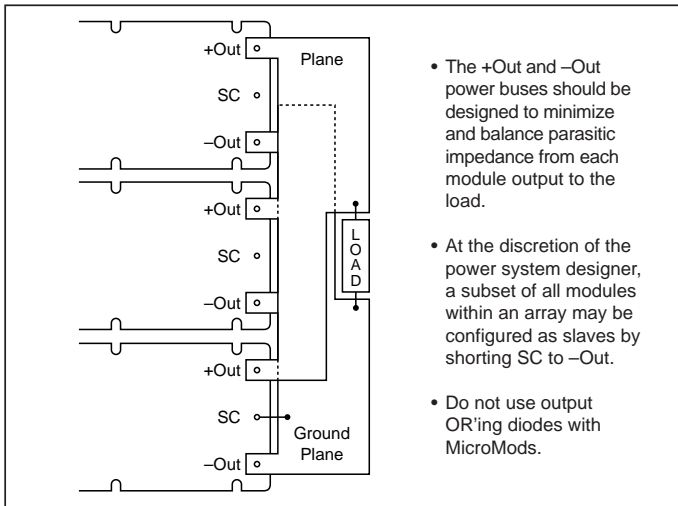 +Out
Plane
SC
–Out
+Out
SC
–Out
LOAD
+Out
SC
Ground
Plane
–Out
• The +Out and –Out
power buses should be
designed to minimize
and balance parasitic
impedance from each
module output to the
load.
• At the discretion of the
power system designer,
a subset of all modules
within an array may be
configured as slaves by
shorting SC to –Out.
• Do not use output
OR'ing diodes with
MicroMods.